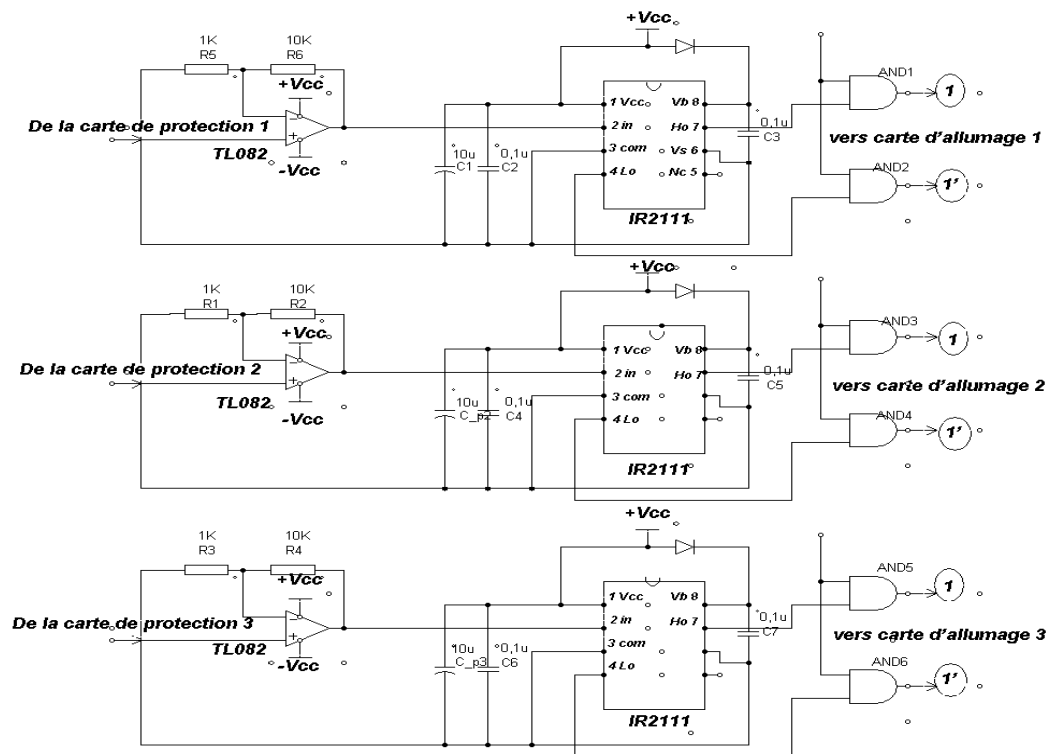 +Vcc
1K
R5
10K
R6
+Vcc
De la carte de protection 1
TL082
-Vcc
10u
C1
0,1u
C2
1 Vcc
2 in
3 com
4 Lo
Vb 8
Ho 7
Vs 6
Nc 5
IR2111
0,1u
C3
AND1
1
vers carte d'allumage 1
AND2
1'
+Vcc
1K
R1
10K
R2
+Vcc
De la carte de protection 2
TL082
-Vcc
10u
C_p2
0,1u
C4
1 Vcc
2 in
3 com
4 Lo
Vb 8
Ho 7
IR2111
0,1u
C5
AND3
1
vers carte d'allumage 2
AND4
1'
+Vcc
1K
R3
10K
R4
+Vcc
De la carte de protection 3
TL082
-Vcc
10u
C_p3
0,1u
C6
1 Vcc
2 in
3 com
4 Lo
Vb 8
Ho 7
IR2111
0,1u
C7
AND5
1
vers carte d'allumage 3
AND6
1'